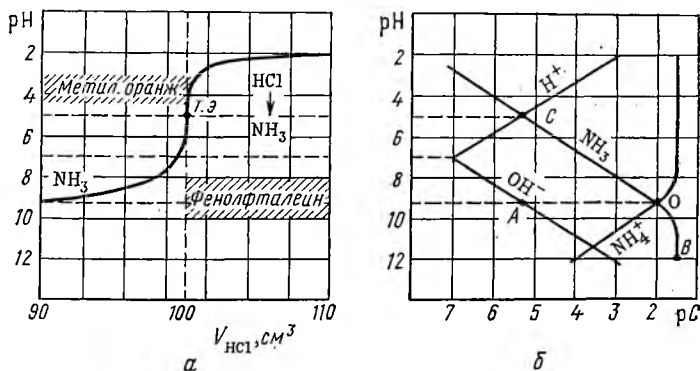 pH
2
4
6
8
10
12
Метил. оранж
т.э
HCl
NH₃
NH₃
Фенолфталеин
90
100
110
V_HCl, см³
а
pH
2
4
6
8
10
12
H⁺
C
NH₃
OH⁻
A
O
NH₄⁺
B
7
6
5
4
3
2
pC
б